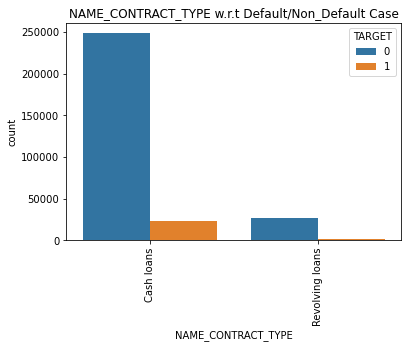 NAME_CONTRACT_TYPE w.r.t Default/Non_Default Case
TARGET
0
1
250000
200000
150000
100000
50000
0
count
Cash loans
Revolving loans
NAME_CONTRACT_TYPE